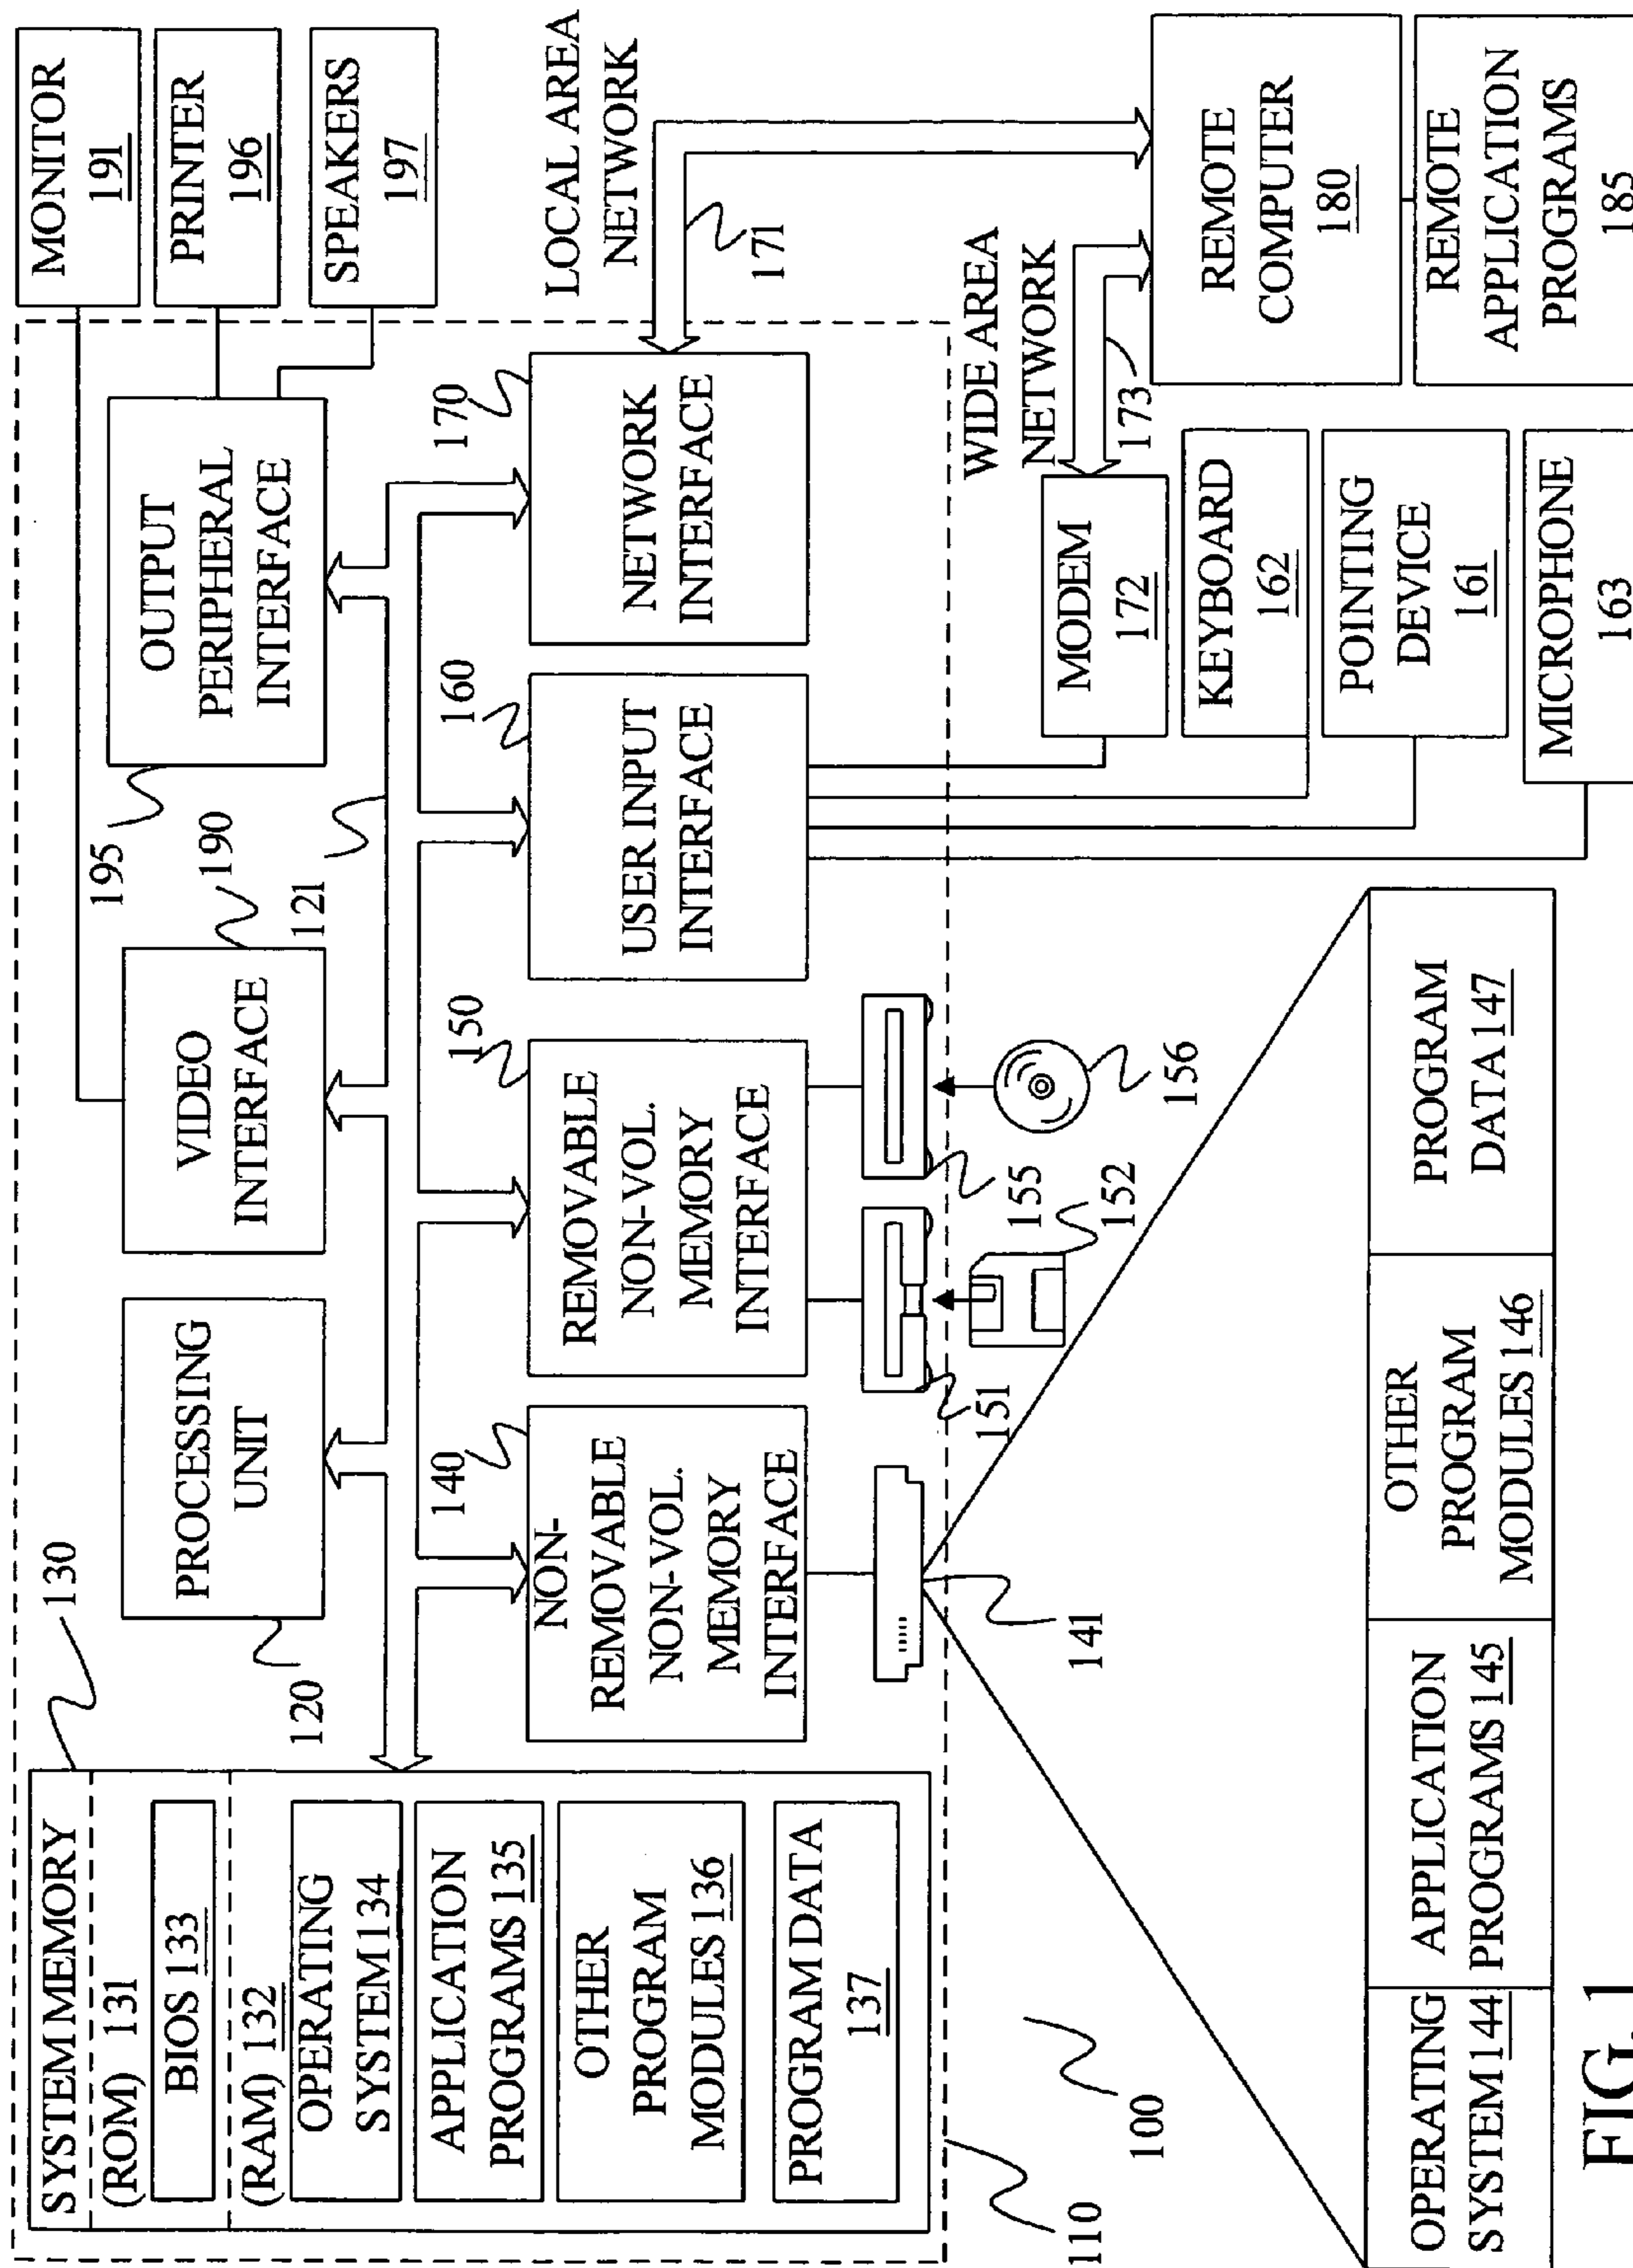 SYSTEM MEMORY
(ROM) 131
BIOS 133
(RAM) 132
OPERATING
SYSTEM 134
APPLICATION
PROGRAMS 135
OTHER
PROGRAM
MODULES 136
PROGRAM DATA
137
130
120
PROCESSING
UNIT
VIDEO
INTERFACE
190
121
195
OUTPUT
PERIPHERAL
INTERFACE
MONITOR
191
PRINTER
196
SPEAKERS
197
140
NON-
REMOVABLE
NON-VOL.
MEMORY
INTERFACE
150
REMOVABLE
NON-VOL.
MEMORY
INTERFACE
160
USER INPUT
INTERFACE
170
NETWORK
INTERFACE
LOCAL AREA
NETWORK
171
141
151
155
152
156
WIDE AREA
NETWORK
173
MODEM
172
KEYBOARD
162
POINTING
DEVICE
161
MICROPHONE
163
REMOTE
COMPUTER
180
REMOTE
APPLICATION
PROGRAMS
185
110
100
OPERATING
SYSTEM 144
APPLICATION
PROGRAMS 145
OTHER
PROGRAM
MODULES 146
PROGRAM
DATA 147
FIG. 1